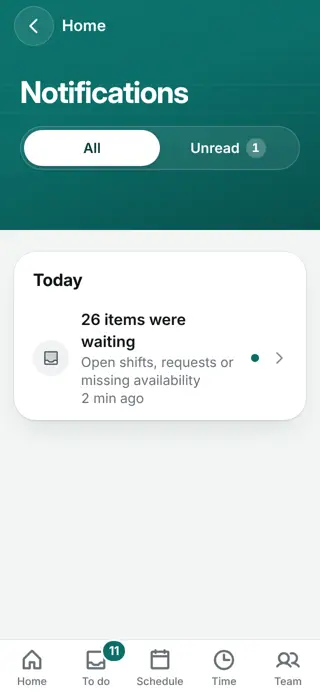 Home
Notifications
All
Unread 1
Today
26 items were
waiting
Open shifts, requests or
missing availability
2 min ago
11
Home
To do
Schedule
Time
Team